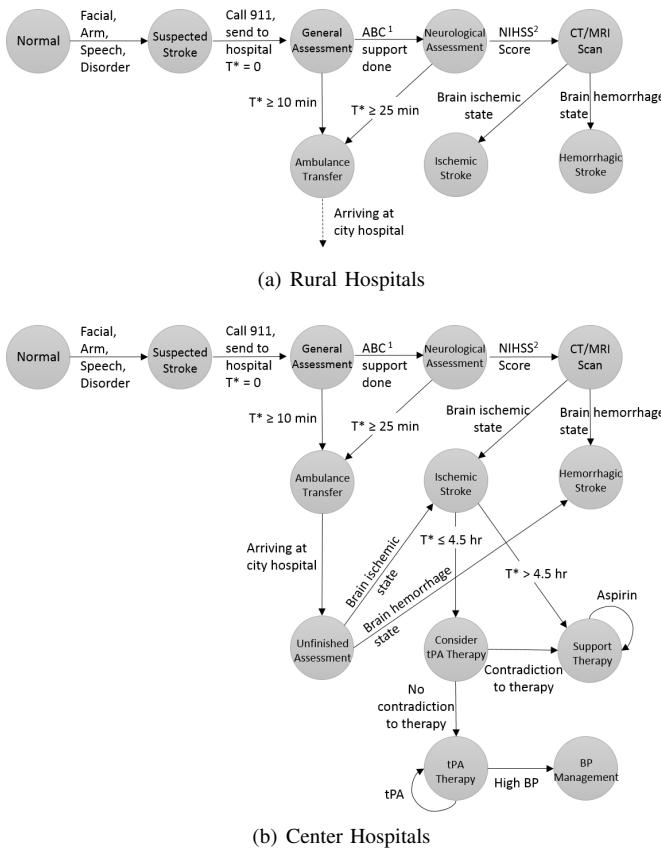 Normal
Facial,
Arm,
Speech,
Disorder
Suspected
Stroke
Call 911,
send to
hospital
T* = 0
General
Assessment
ABC1
support
done
Neurological
Assessment
NIHSS2
Score
CT/MRI
Scan
T* ≥ 10 min
T* ≥ 25 min
Brain ischemic
state
Brain hemorrhage
state
Ambulance
Transfer
Ischemic
Stroke
Hemorrhagic
Stroke
Arriving at
city hospital
(a) Rural Hospitals
Normal
Facial,
Arm,
Speech,
Disorder
Suspected
Stroke
Call 911,
send to
hospital
T* = 0
General
Assessment
ABC1
support
done
Neurological
Assessment
NIHSS2
Score
CT/MRI
Scan
T* ≥ 10 min
T* ≥ 25 min
Brain ischemic
state
Brain hemorrhage
state
Ambulance
Transfer
Ischemic
Stroke
Hemorrhagic
Stroke
Arriving at
city hospital
Brain ischemic
state
Brain hemorrhage
state
T* ≤ 4.5 hr
T* > 4.5 hr
Aspirin
Unfinished
Assessment
Consider
tPA Therapy
Contradiction
to therapy
Support
Therapy
No
contradiction
to therapy
tPA
Therapy
tPA
High BP
BP
Management
(b) Center Hospitals